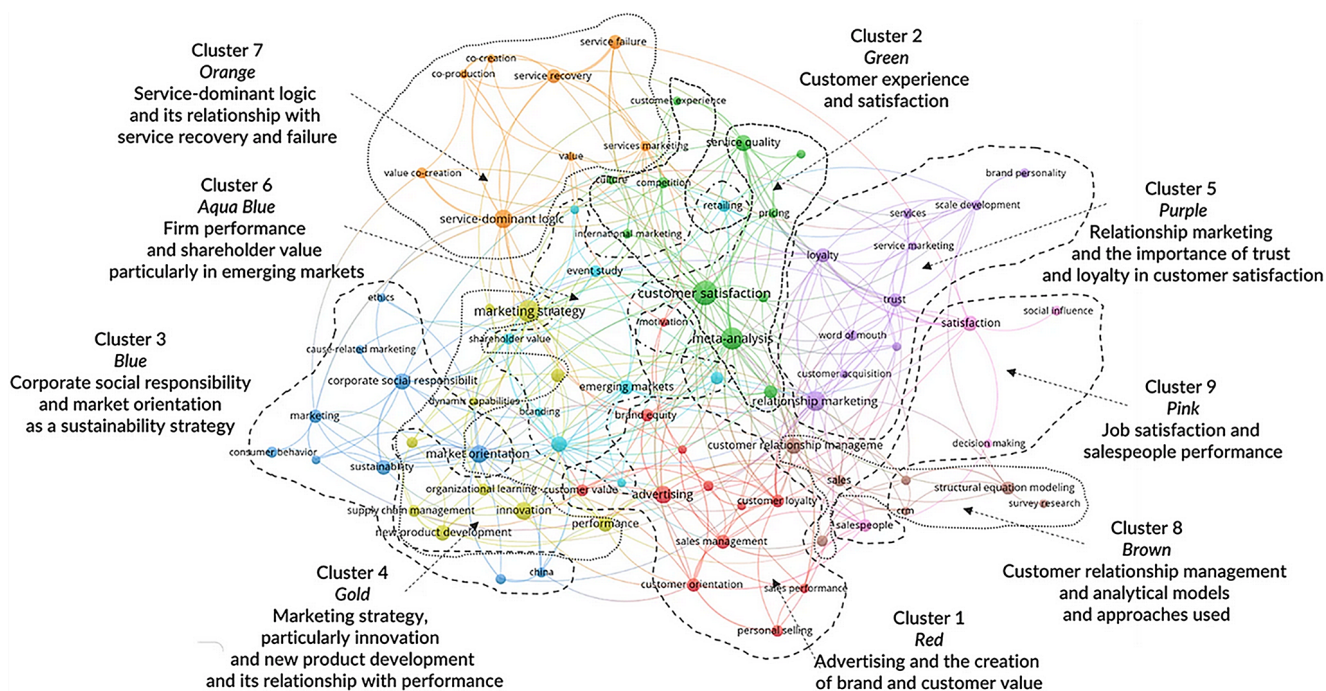 Cluster 7
Orange
Service-dominant logic
and its relationship with
service recovery and failure
Cluster 6
Aqua Blue
Firm performance
and shareholder value
particularly in emerging markets
Cluster 3
Blue
Corporate social responsibility
and market orientation
as a sustainability strategy
Cluster 4
Gold
Marketing strategy,
particularly innovation
and new product development
and its relationship with performance
Cluster 2
Green
Customer experience
and satisfaction
Cluster 5
Purple
Relationship marketing
and the importance of trust
and loyalty in customer satisfaction
Cluster 9
Pink
Job satisfaction and
salespeople performance
Cluster 8
Brown
Customer relationship management
and analytical models
and approaches used
Cluster 1
Red
Advertising and the creation
of brand and customer value
service failure
co-creation
co-production
service recovery
customer experience
services marketing
service quality
value
value co-creation
culture
competition
brand personality
retailing
scale development
services
pricing
service-dominant logic
international marketing
service marketing
loyalty
event study
customer satisfaction
ethics
trust
marketing strategy
social influence
motivation
satisfaction
shareholder value
meta-analysis
word of mouth
cause-related marketing
customer acquisition
corporate social responsibilit
emerging markets
dynamic capabilities
relationship marketing
branding
brand equity
marketing
consumer behavior
market orientation
customer relationship manageme
decision making
sustainability
sales
organizational learning
customer value
advertising
customer loyalty
structural equation modeling
survey research
supply chain management
innovation
crm
performance
salespeople
new product development
sales management
china
customer orientation
sales performance
personal selling